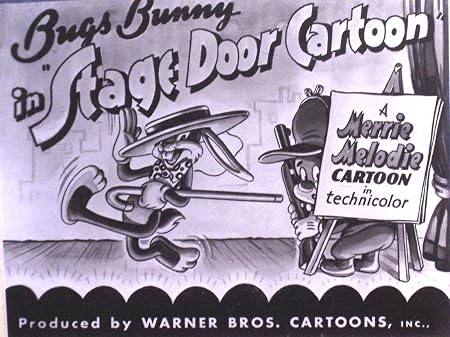 Bugs Bunny
in "Stage Door Cartoon"
A
Merrie
Melodie
CARTOON
in
technicolor
Produced by WARNER BROS. CARTOONS, INC.,